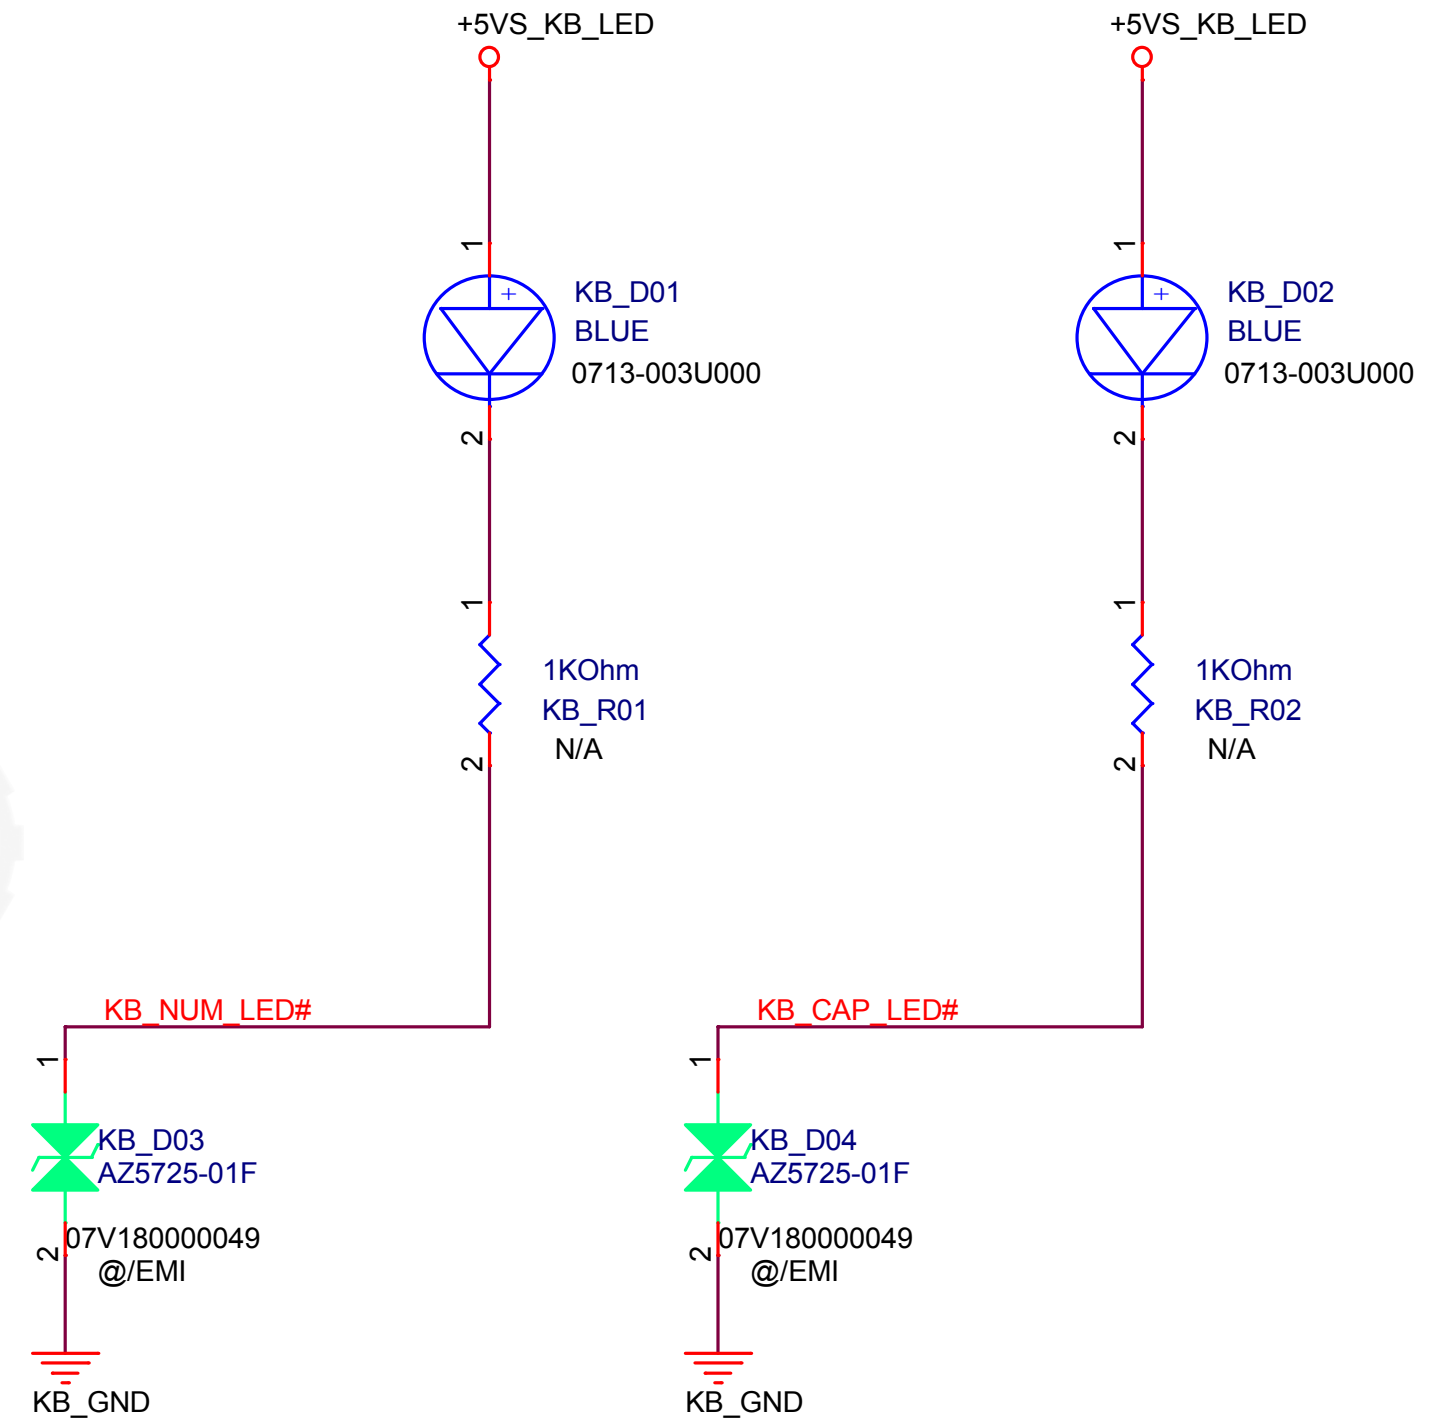 +5VS_KB_LED
1
+
KB_D01
BLUE
0713-003U000
2
1
1KOhm
KB_R01
N/A
2
KB_NUM_LED#
1
KB_D03
AZ5725-01F
07V180000049
2
@/EMI
KB_GND
+5VS_KB_LED
1
+
KB_D02
BLUE
0713-003U000
2
1
1KOhm
KB_R02
N/A
2
KB_CAP_LED#
1
KB_D04
AZ5725-01F
07V180000049
2
@/EMI
KB_GND